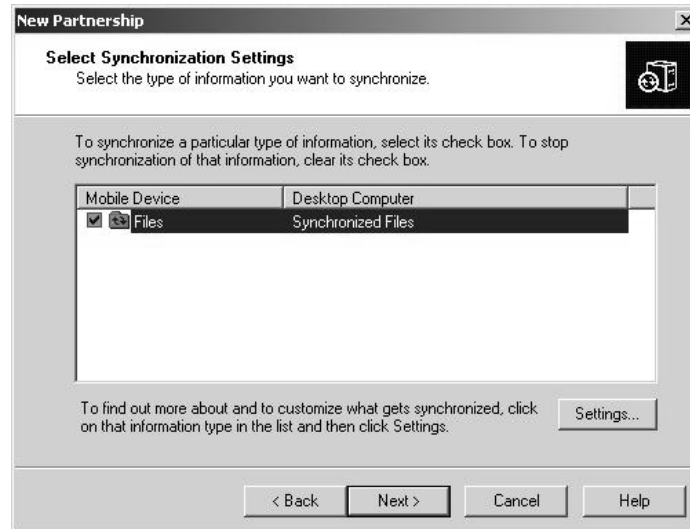 New Partnership
Select Synchronization Settings
Select the type of information you want to synchronize.
To synchronize a particular type of information, select its check box. To stop
synchronization of that information, clear its check box.
Mobile Device Desktop Computer
Files Synchronized Files
To find out more about and to customize what gets synchronized, click
on that information type in the list and then click Settings.
Settings...
< Back Next > Cancel Help